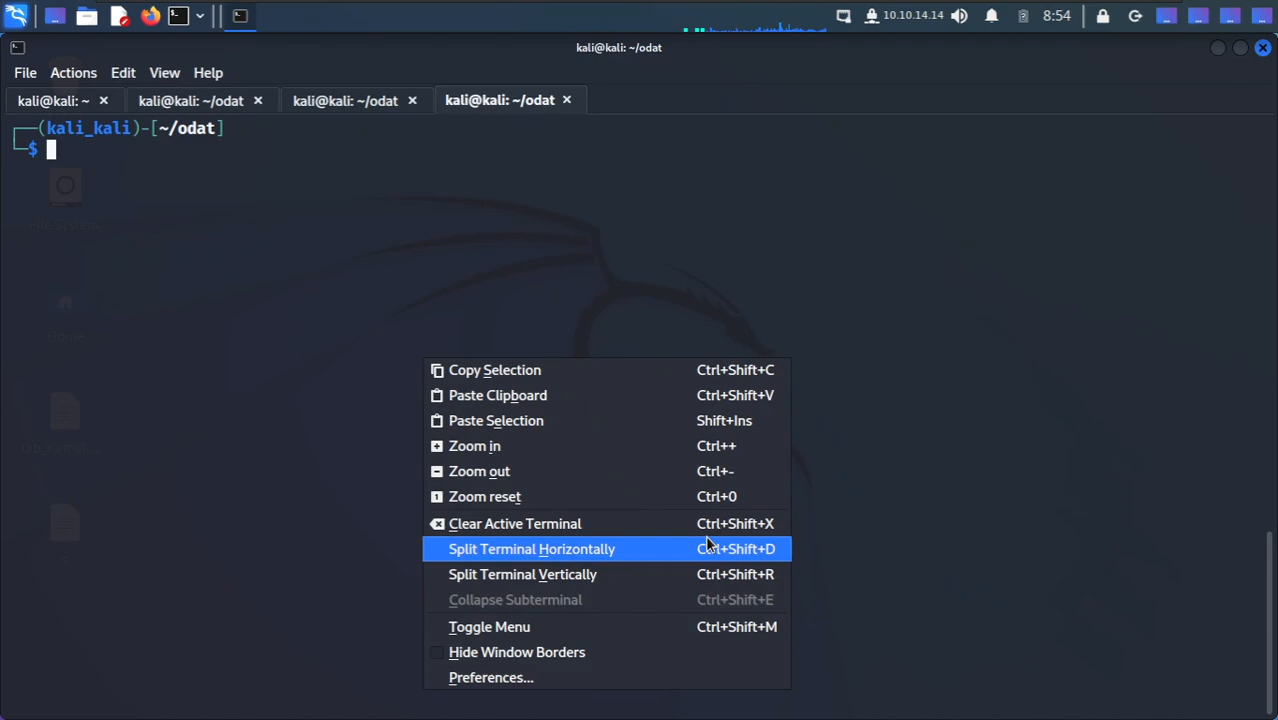 10.10.14.14
8:54
kali@kali: ~/odat
File Actions Edit View Help
kali@kali: ~
kali@kali: ~/odat
kali@kali: ~/odat
kali@kali: ~/odat
(kali_kali)-[~/odat]
$
File System
Home
Copy Selection Ctrl+Shift+C
Paste Clipboard Ctrl+Shift+V
Paste Selection Shift+Ins
Zoom in Ctrl++
Zoom out Ctrl+-
Zoom reset Ctrl+0
Clear Active Terminal Ctrl+Shift+X
Split Terminal Horizontally Ctrl+Shift+D
Split Terminal Vertically Ctrl+Shift+R
Collapse Subterminal Ctrl+Shift+E
Toggle Menu Ctrl+Shift+M
Hide Window Borders
Preferences...